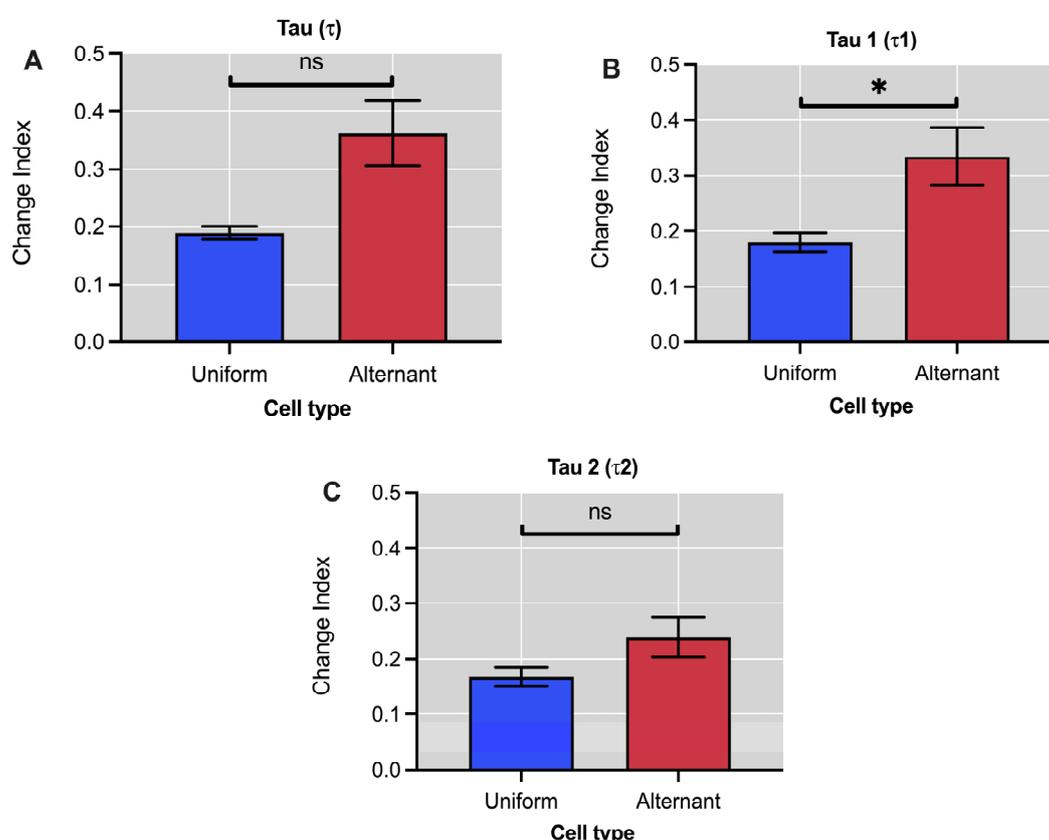 Tau (τ)
A
0.5
ns
0.4
0.3
0.2
0.1
0.0
Change Index
Uniform Alternant
Cell type
Tau 1 (τ1)
B
0.5
*
0.4
0.3
0.2
0.1
0.0
Change Index
Uniform Alternant
Cell type
Tau 2 (τ2)
C
0.5
ns
0.4
0.3
0.2
0.1
0.0
Change Index
Uniform Alternant
Cell type